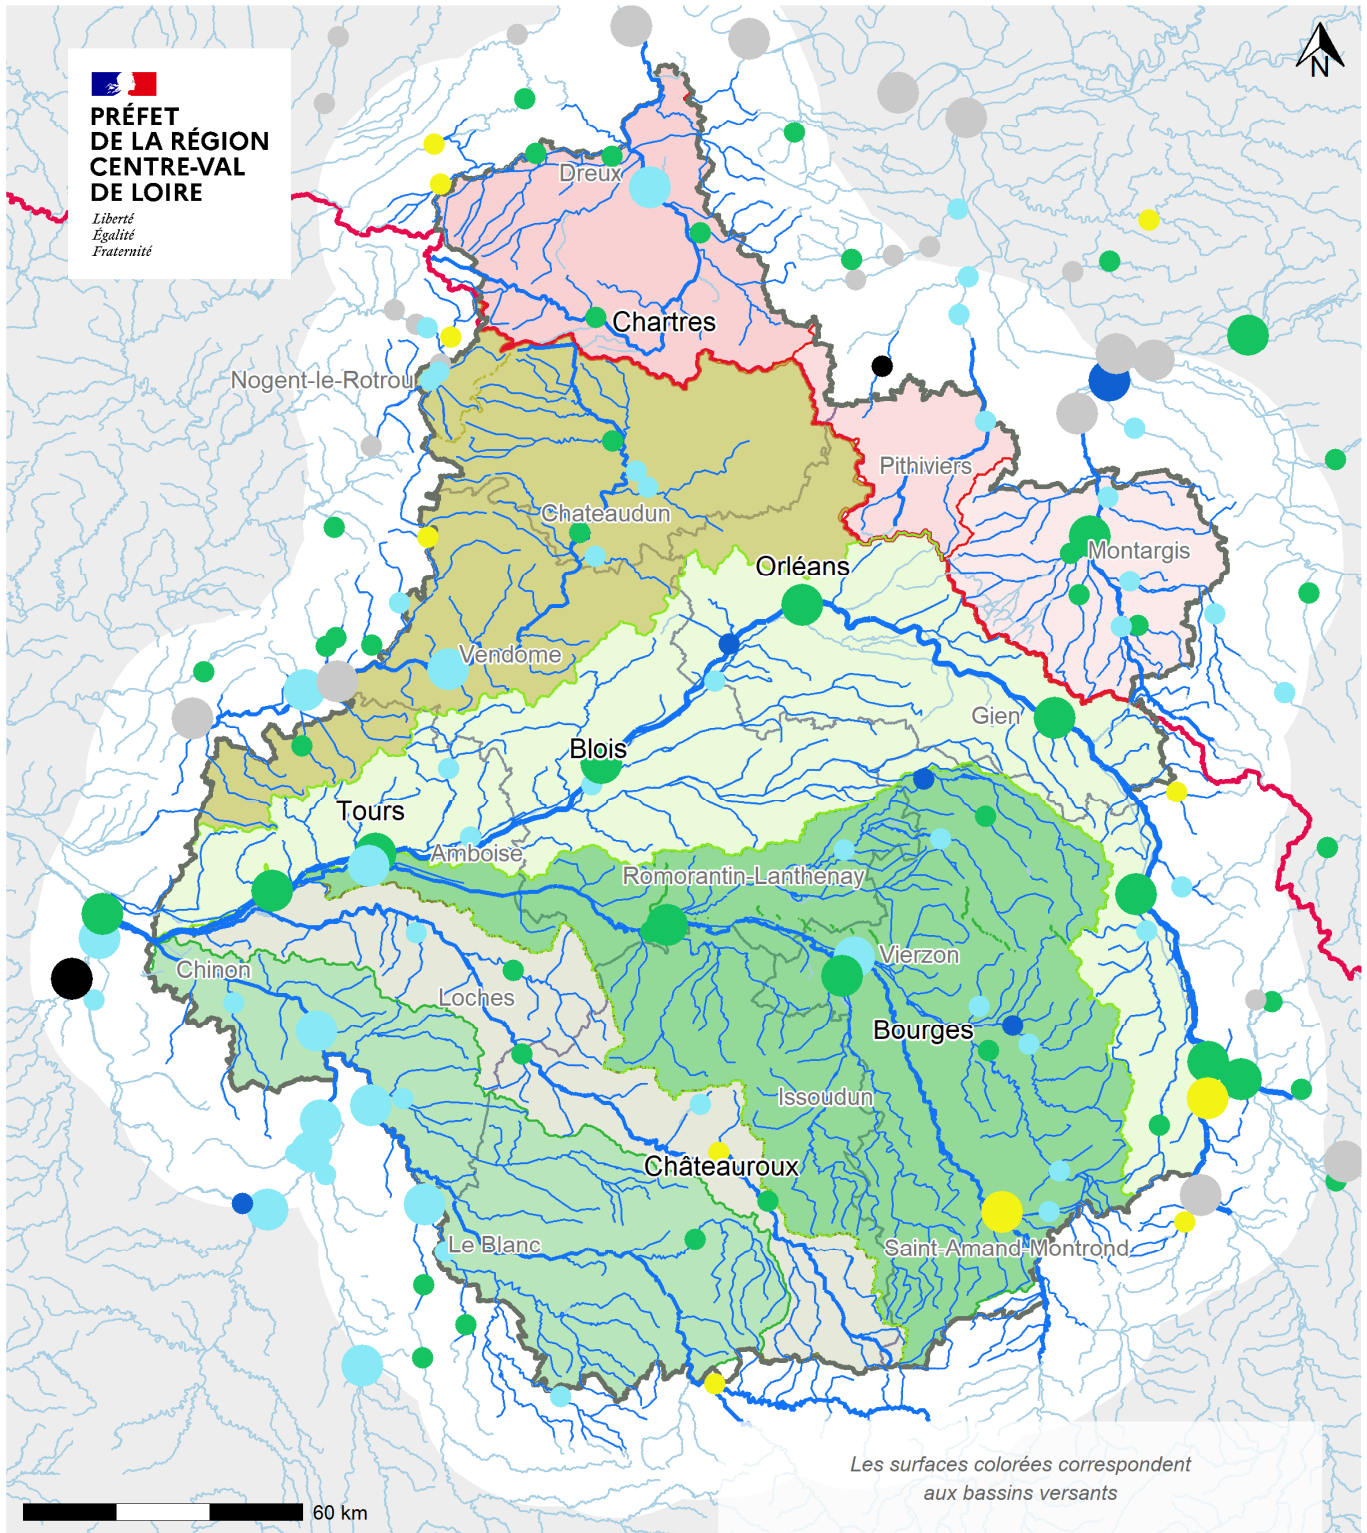 N
PRÉFET
DE LA RÉGION
CENTRE-VAL
DE LOIRE
Liberté
Égalité
Fraternité
Dreux
Chartres
Nogent-le-Rotrou
Pithiviers
Chateaudun
Montargis
Orléans
Vendome
Gien
Blois
Tours
Amboise
Romorantin-Lanthenay
Vierzon
Chinon
Loches
Bourges
Issoudun
Châteauroux
Le Blanc
Saint-Amand-Montrond
Les surfaces colorées correspondent
aux bassins versants
60 km